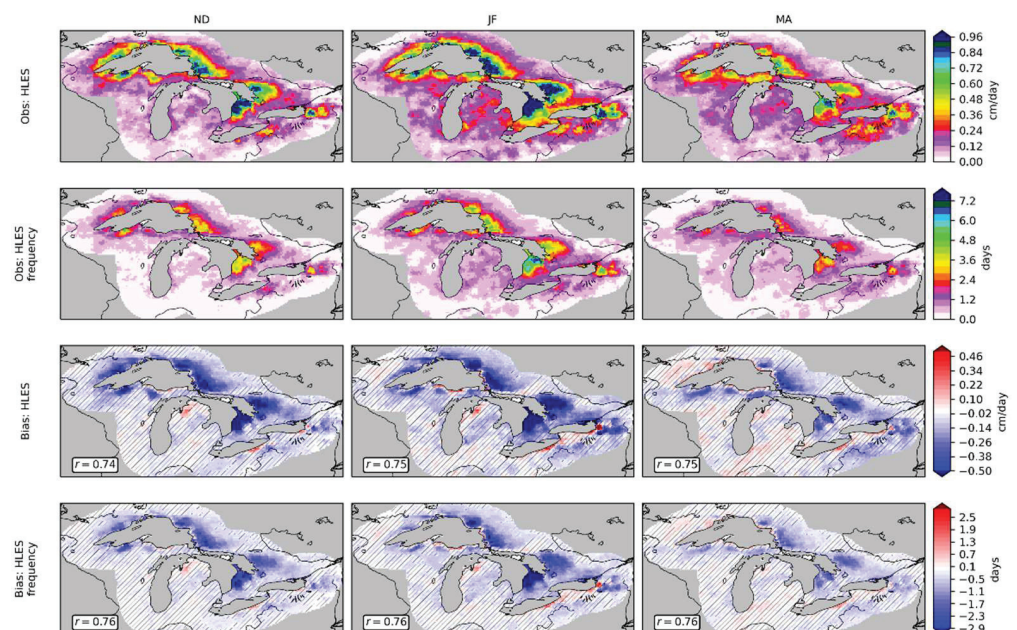 ND JF MA
Obs: HLES
0.96
0.84
0.72
0.60
0.48
0.36
0.24
0.12
0.00
cm/day
Obs: HLES
frequency
7.2
6.0
4.8
3.6
2.4
1.2
0.0
days
Bias: HLES
r = 0.74
r = 0.75
r = 0.75
0.46
0.34
0.22
0.10
−0.02
−0.14
−0.26
−0.38
−0.50
cm/day
Bias: HLES
frequency
r = 0.76
r = 0.76
r = 0.76
2.5
1.9
1.3
0.7
0.1
−0.5
−1.1
−1.7
−2.3
−2.9
days